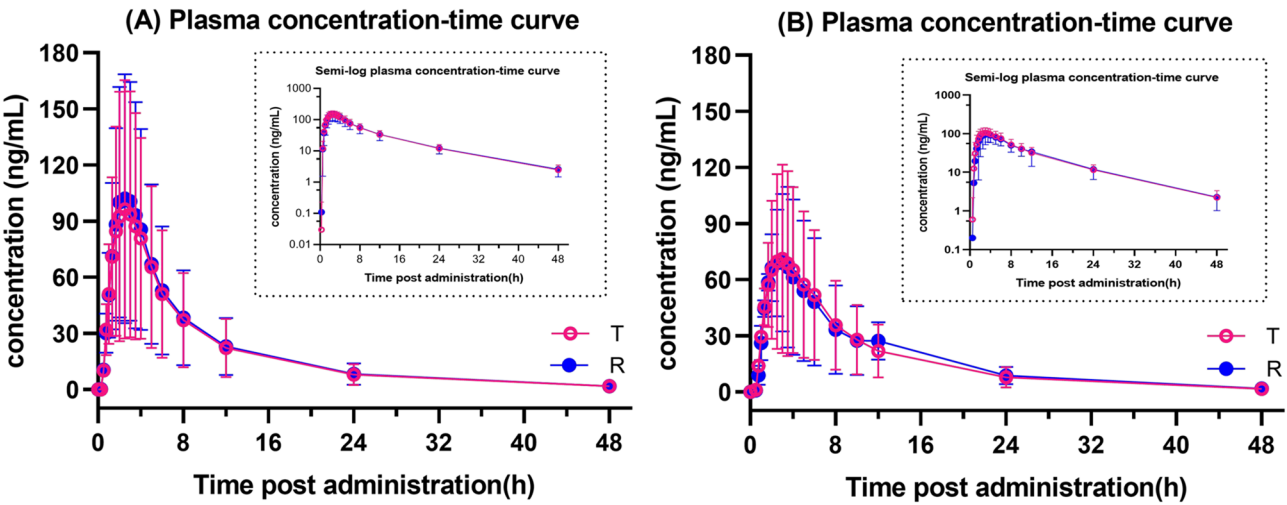 (A) Plasma concentration-time curve
concentration (ng/mL)
180
150
120
90
60
30
0
0 8 16 24 32 40 48
Time post administration(h)
Semi-log plasma concentration-time curve
concentration (ng/mL)
1000
100
10
1
0.1
0.01
0 8 16 24 32 40 48
Time post administration(h)
T
R
(B) Plasma concentration-time curve
concentration (ng/mL)
180
150
120
90
60
30
0
0 8 16 24 32 40 48
Time post administration(h)
Semi-log plasma concentration-time curve
concentration (ng/mL)
1000
100
10
1
0.1
0 8 16 24 32 40 48
Time post administration(h)
T
R